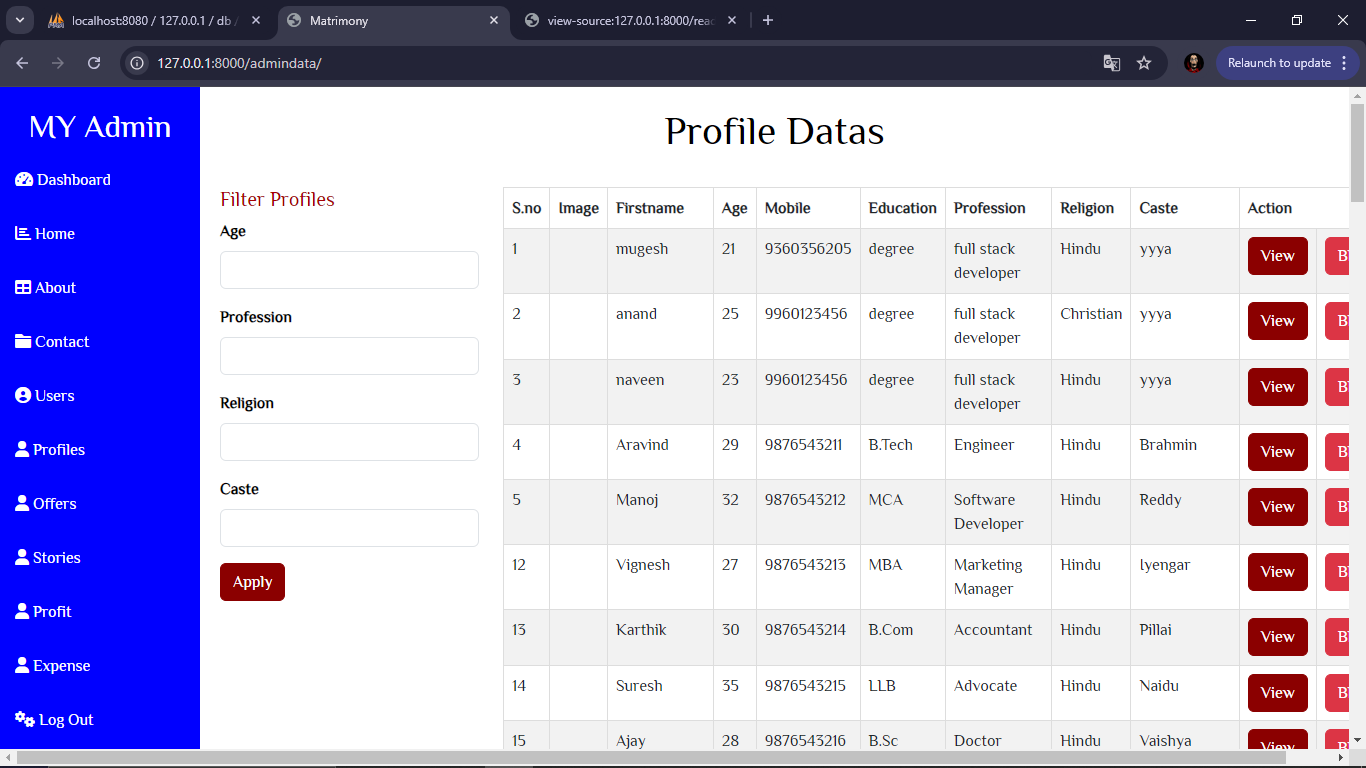 localhost:8080 / 127.0.0.1 / db /
Matrimony
view-source:127.0.0.1:8000/read
127.0.0.1:8000/admindata/
Relaunch to update
MY Admin
Dashboard
Home
About
Contact
Users
Profiles
Offers
Stories
Profit
Expense
Log Out
Profile Datas
Filter Profiles
Age
Profession
Religion
Caste
Apply
S.no Image Firstname Age Mobile Education Profession Religion Caste Action
1 mugesh 21 9360356205 degree full stack Hindu yyya View
developer
2 anand 25 9960123456 degree full stack Christian yyya View
developer
3 naveen 23 9960123456 degree full stack Hindu yyya View
developer
4 Aravind 29 9876543211 B.Tech Engineer Hindu Brahmin View
5 Manoj 32 9876543212 MCA Software Hindu Reddy View
Developer
12 Vignesh 27 9876543213 MBA Marketing Hindu Iyengar View
Manager
13 Karthik 30 9876543214 B.Com Accountant Hindu Pillai View
14 Suresh 35 9876543215 LLB Advocate Hindu Naidu View
15 Ajay 28 9876543216 B.Sc Doctor Hindu Vaishya View